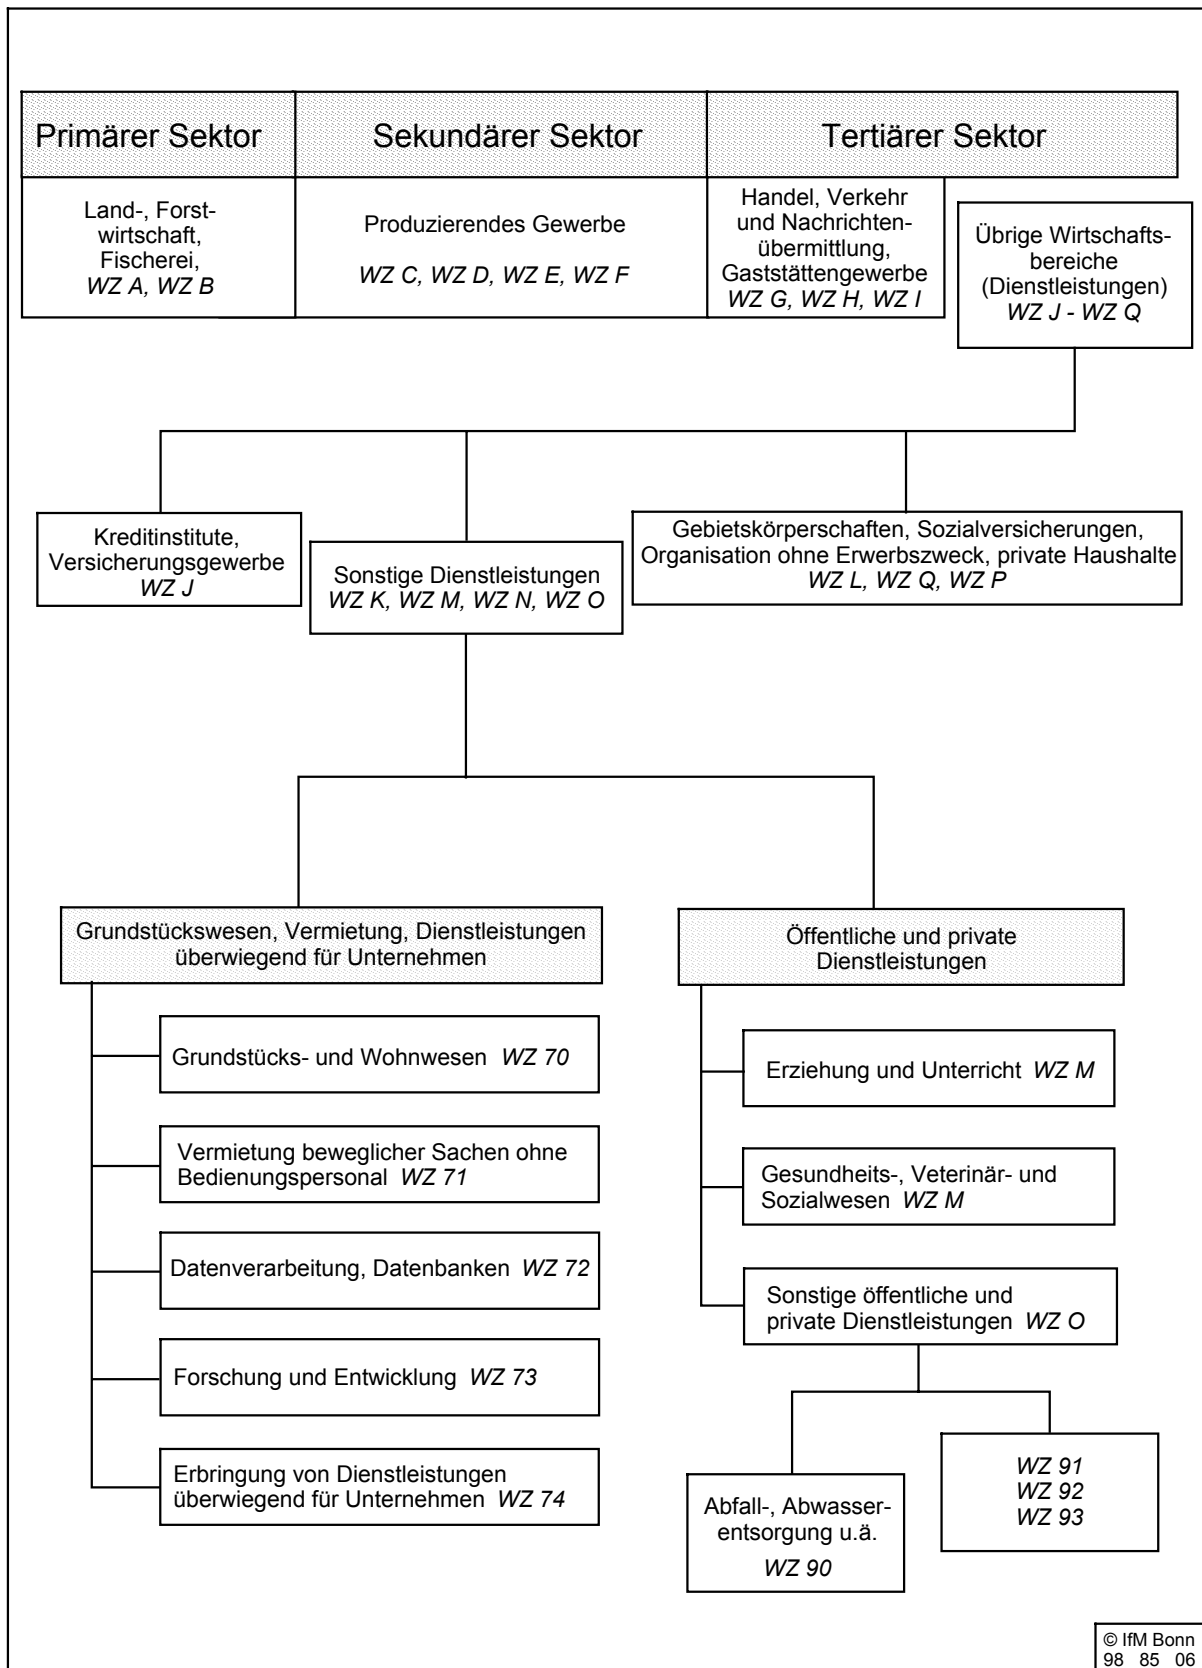 Primärer Sektor
Sekundärer Sektor
Tertiärer Sektor
Land-, Forst-
wirtschaft,
Fischerei,
WZ A, WZ B
Produzierendes Gewerbe
WZ C, WZ D, WZ E, WZ F
Handel, Verkehr
und Nachrichten-
übermittlung,
Gaststättengewerbe
WZ G, WZ H, WZ I
Übrige Wirtschafts-
bereiche
(Dienstleistungen)
WZ J - WZ Q
Kreditinstitute,
Versicherungsgewerbe
WZ J
Sonstige Dienstleistungen
WZ K, WZ M, WZ N, WZ O
Gebietskörperschaften, Sozialversicherungen,
Organisation ohne Erwerbszweck, private Haushalte
WZ L, WZ Q, WZ P
Grundstückswesen, Vermietung, Dienstleistungen
überwiegend für Unternehmen
Grundstücks- und Wohnwesen WZ 70
Vermietung beweglicher Sachen ohne
Bedienungspersonal WZ 71
Datenverarbeitung, Datenbanken WZ 72
Forschung und Entwicklung WZ 73
Erbringung von Dienstleistungen
überwiegend für Unternehmen WZ 74
Öffentliche und private
Dienstleistungen
Erziehung und Unterricht WZ M
Gesundheits-, Veterinär- und
Sozialwesen WZ M
Sonstige öffentliche und
private Dienstleistungen WZ O
Abfall-, Abwasser-
entsorgung u.ä.
WZ 90
WZ 91
WZ 92
WZ 93
© IfM Bonn
98 85 06